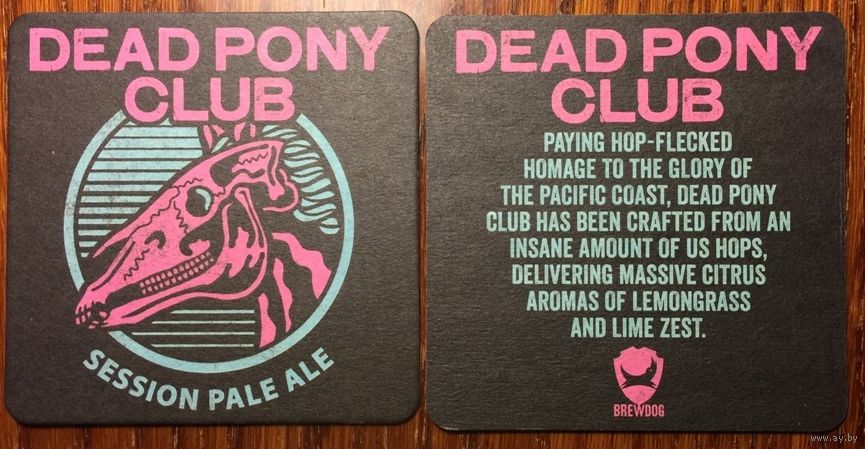 DEAD PONY
CLUB
SESSION PALE ALE
DEAD PONY
CLUB
PAYING HOP-FLECKED
HOMAGE TO THE GLORY OF
THE PACIFIC COAST, DEAD PONY
CLUB HAS BEEN CRAFTED FROM AN
INSANE AMOUNT OF US HOPS,
DELIVERING MASSIVE CITRUS
AROMAS OF LEMONGRASS
AND LIME ZEST.
BREWDOG
www.ay.by